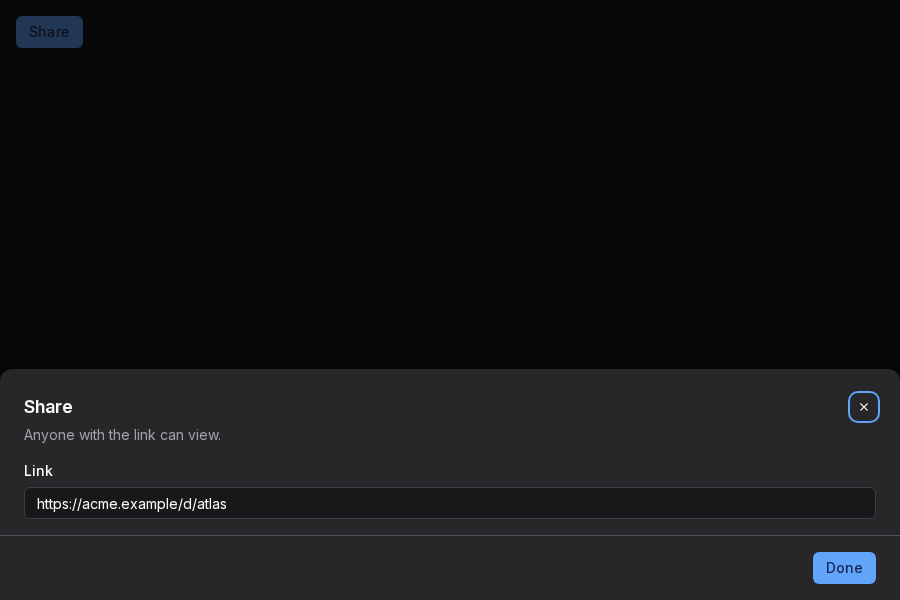 Share
Share
Anyone with the link can view.
Link
https://acme.example/d/atlas
Done